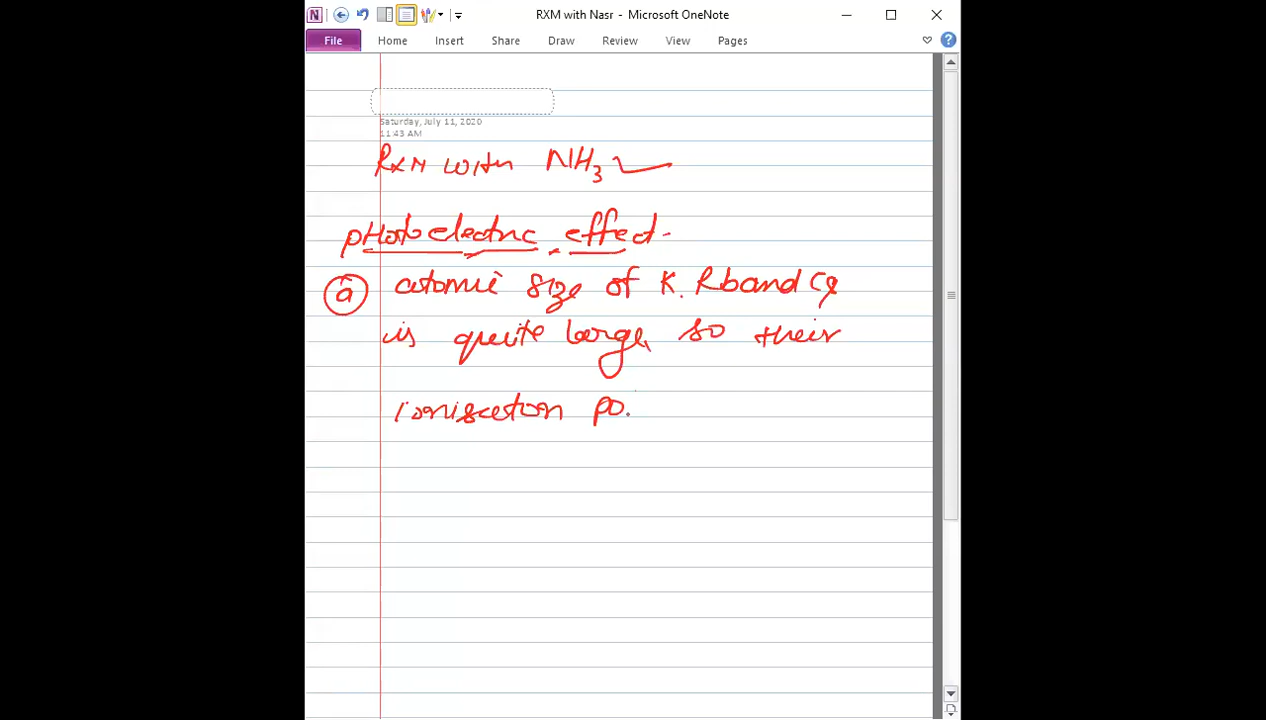 RXM with Nasr - Microsoft OneNote
File Home Insert Share Draw Review View Pages
Saturday, July 11, 2020
11:43 AM
RXN with NH3
pHotoelectric effect-
(a) atomic size of K. Rb and Cs
is quite large, so their
ionisation po.